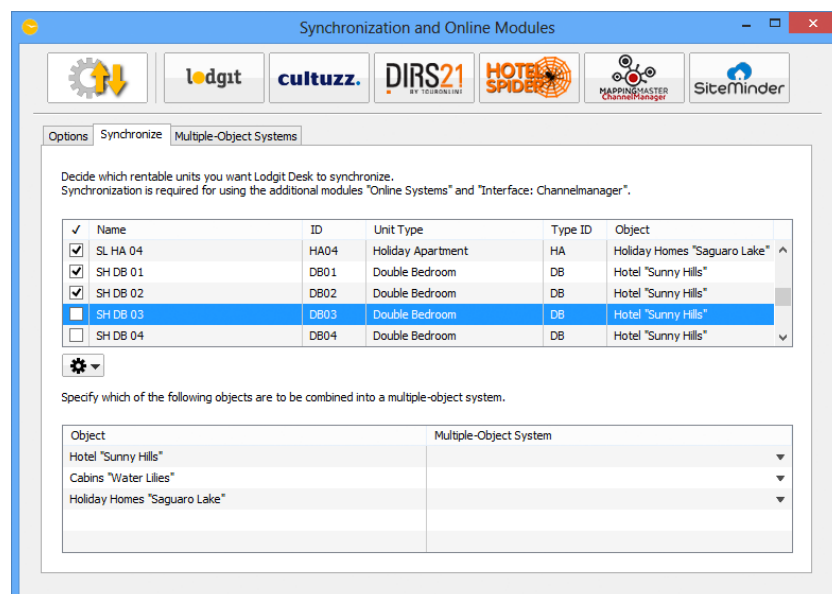 Synchronization and Online Modules
lodgit
cultuzz.
DIRS21
BY TOURONLINE
HOTEL
SPIDER
MAPPINGMASTER
ChannelManager
SiteMinder
Options Synchronize Multiple-Object Systems
Decide which rentable units you want Lodgit Desk to synchronize.
Synchronization is required for using the additional modules "Online Systems" and "Interface: Channelmanager".
✓ Name ID Unit Type Type ID Object
SL HA 04 HA04 Holiday Apartment HA Holiday Homes "Saguaro Lake"
SH DB 01 DB01 Double Bedroom DB Hotel "Sunny Hills"
SH DB 02 DB02 Double Bedroom DB Hotel "Sunny Hills"
SH DB 03 DB03 Double Bedroom DB Hotel "Sunny Hills"
SH DB 04 DB04 Double Bedroom DB Hotel "Sunny Hills"
Specify which of the following objects are to be combined into a multiple-object system.
Object Multiple-Object System
Hotel "Sunny Hills"
Cabins "Water Lilies"
Holiday Homes "Saguaro Lake"